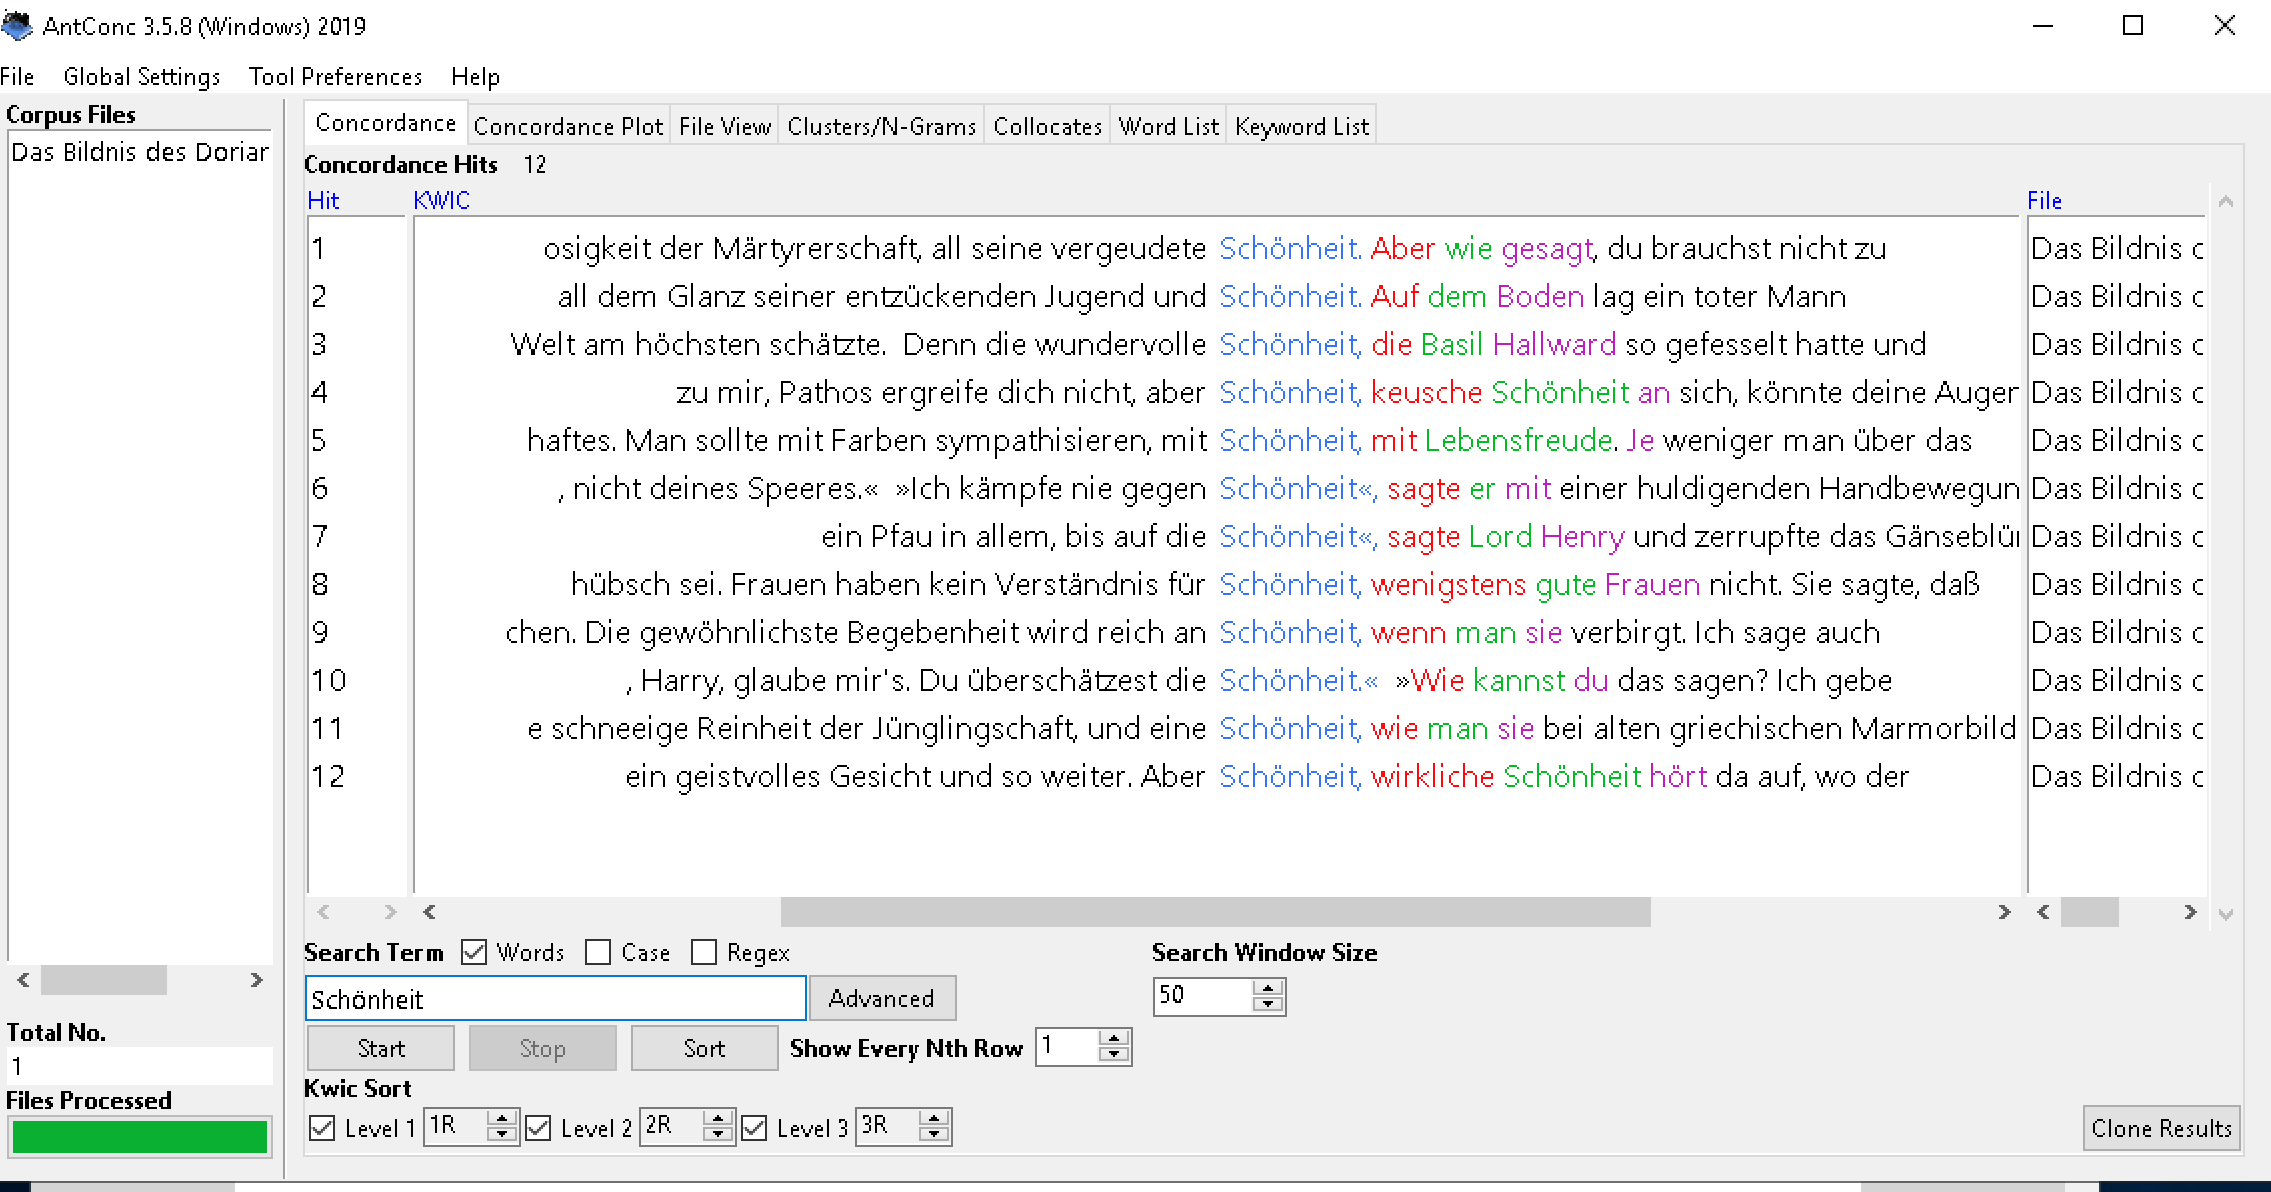 AntConc 3.5.8 (Windows) 2019
File Global Settings Tool Preferences Help
Corpus Files
Das Bildnis des Dorian
Concordance Concordance Plot File View Clusters/N-Grams Collocates Word List Keyword List
Concordance Hits 12
Hit KWIC File
1 osigkeit der Märtyrerschaft, all seine vergeudete Schönheit. Aber wie gesagt, du brauchst nicht zu Das Bildnis
2 all dem Glanz seiner entzückenden Jugend und Schönheit. Auf dem Boden lag ein toter Mann Das Bildnis
3 Welt am höchsten schätzte. Denn die wundervolle Schönheit, die Basil Hallward so gefesselt hatte und Das Bildnis
4 zu mir, Pathos ergreife dich nicht, aber Schönheit, keusche Schönheit an sich, könnte deine Augen Das Bildnis
5 haftes. Man sollte mit Farben sympathisieren, mit Schönheit, mit Lebensfreude. Je weniger man über das Das Bildnis
6 , nicht deines Speeres.« »Ich kämpfe nie gegen Schönheit«, sagte er mit einer huldigenden Handbewegun Das Bildnis
7 ein Pfau in allem, bis auf die Schönheit«, sagte Lord Henry und zerrupfte das Gänseblü Das Bildnis
8 hübsch sei. Frauen haben kein Verständnis für Schönheit, wenigstens gute Frauen nicht. Sie sagte, daß Das Bildnis
9 chen. Die gewöhnlichste Begebenheit wird reich an Schönheit, wenn man sie verbirgt. Ich sage auch Das Bildnis
10 , Harry, glaube mir's. Du überschätzest die Schönheit.« »Wie kannst du das sagen? Ich gebe Das Bildnis
11 e schneeige Reinheit der Jünglingschaft, und eine Schönheit, wie man sie bei alten griechischen Marmorbild Das Bildnis
12 ein geistvolles Gesicht und so weiter. Aber Schönheit, wirkliche Schönheit hört da auf, wo der Das Bildnis
Search Term Words Case Regex Search Window Size
Schönheit Advanced 50
Total No.
1
Start Stop Sort Show Every Nth Row 1
Files Processed
Kwic Sort
Level 1 1R Level 2 2R Level 3 3R Clone Results